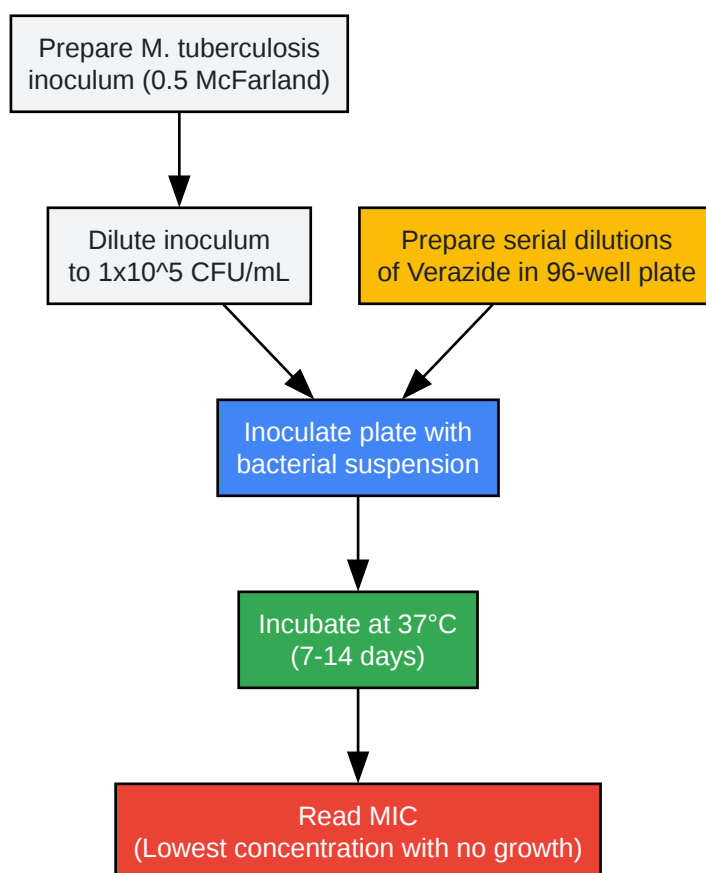 Prepare M. tuberculosis
inoculum (0.5 McFarland)
Dilute inoculum
to 1x10^5 CFU/mL
Prepare serial dilutions
of Verazide in 96-well plate
Inoculate plate with
bacterial suspension
Incubate at 37°C
(7-14 days)
Read MIC
(Lowest concentration with no growth)